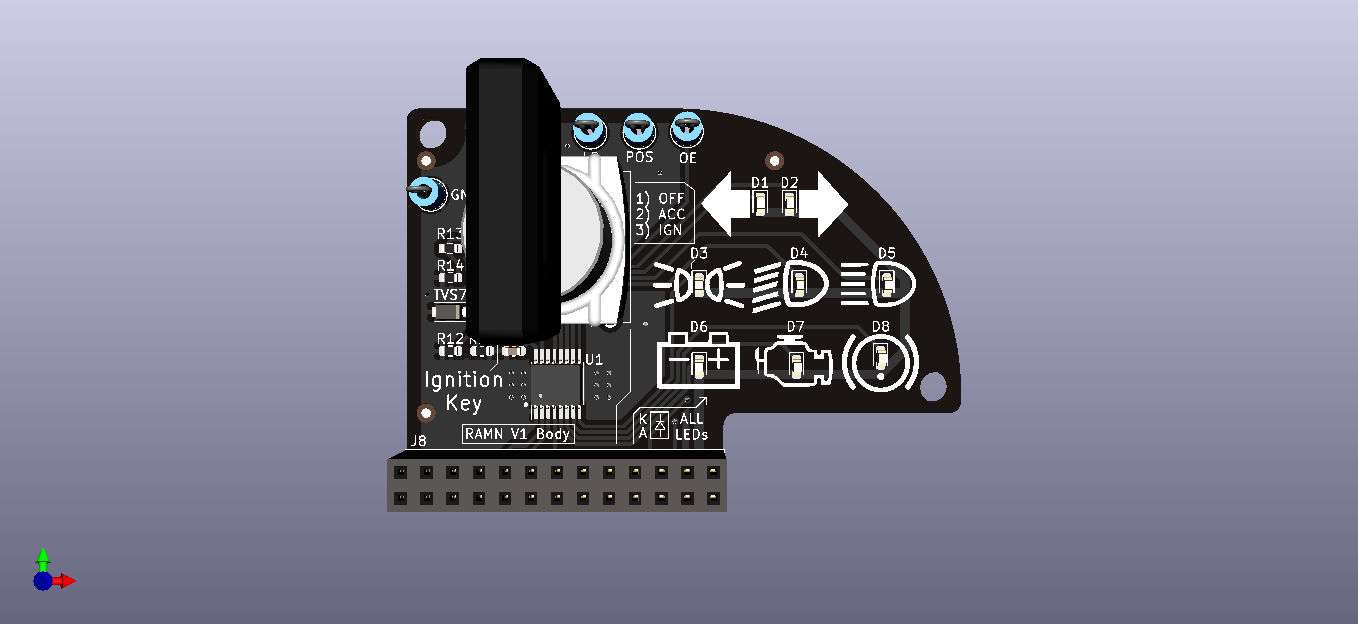 POS
OE
D1 D2
1) OFF
2) ACC
3) IGN
R13
D3
D4
D5
R14
TVS7
D6
D7
D8
R12
U1
Ignition
Key
K
A
ALL
LEDs
RAMN V1 Body
J8